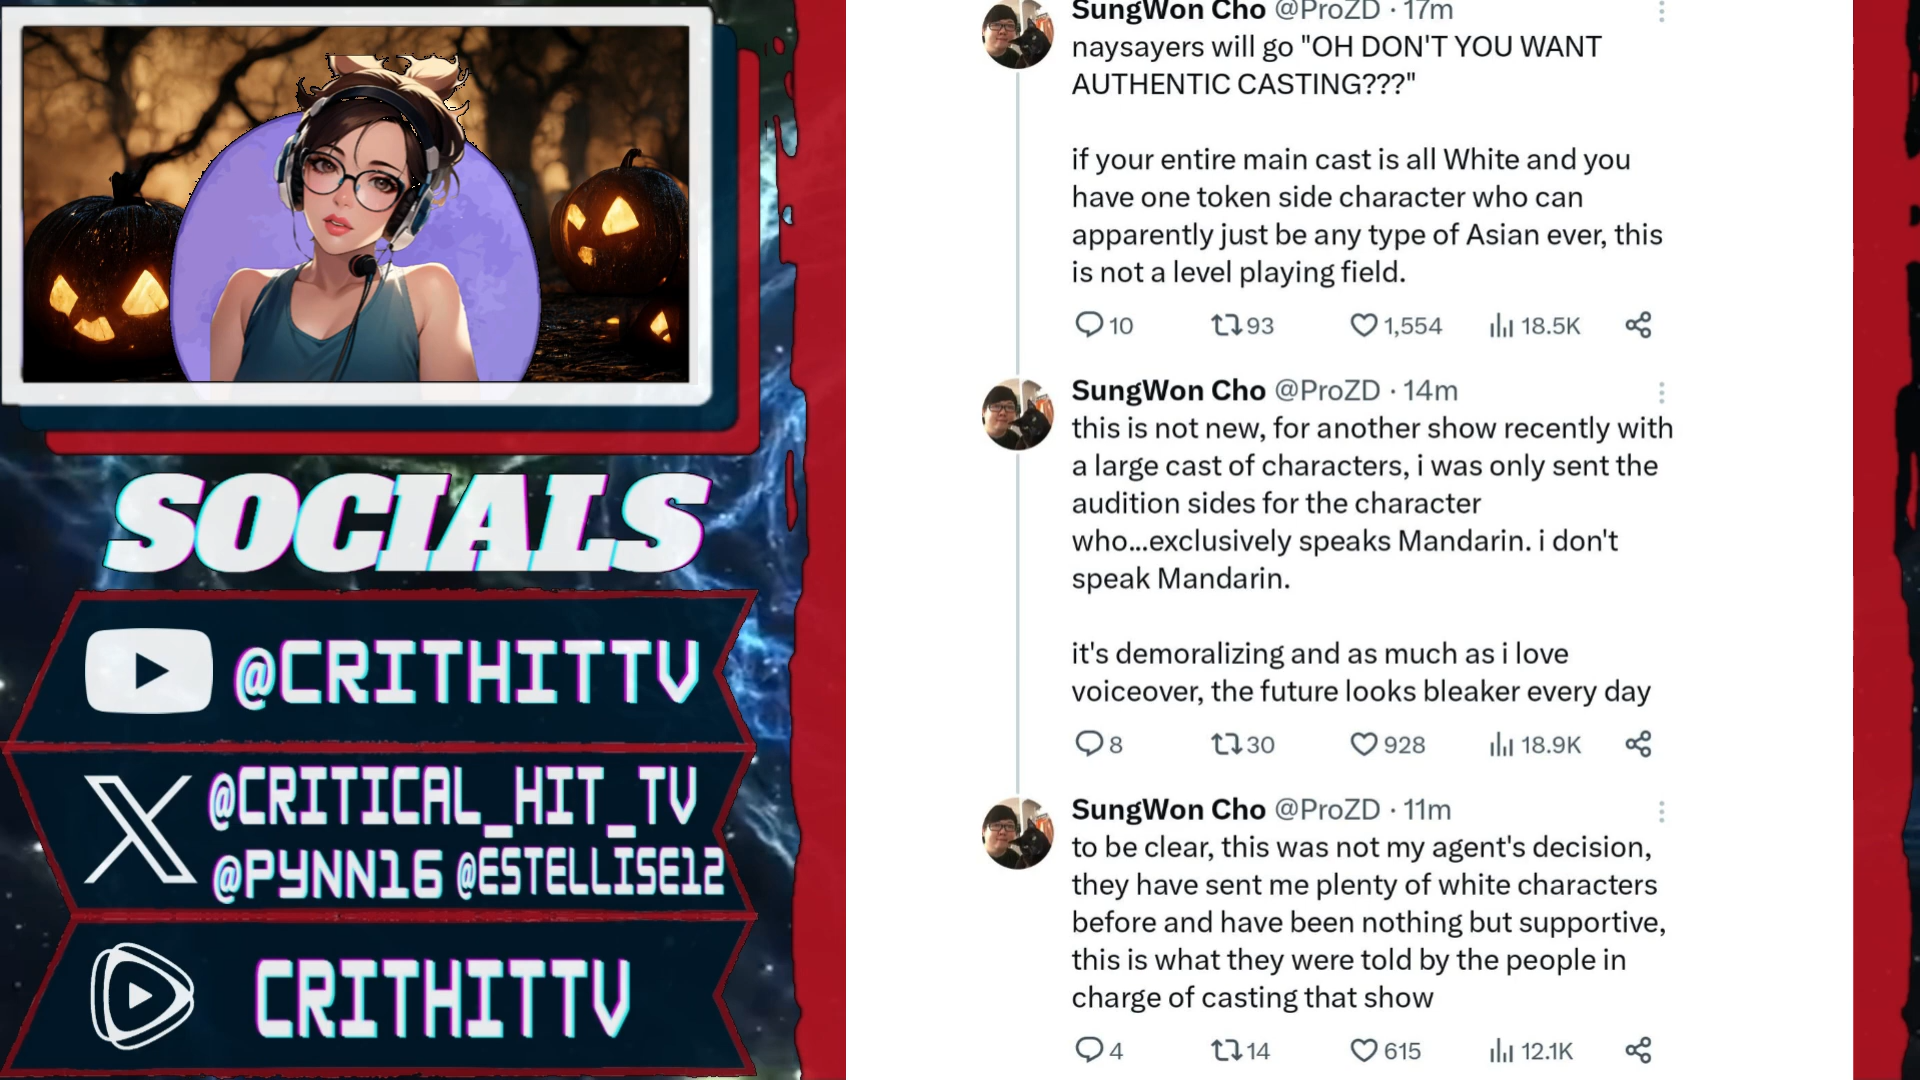 SOCIALS
@CRITHITTV
@CRITICAL_HIT_TV
@PYNN16 @ESTELLISE12
CRITHITTV
SungWon Cho @ProZD · 17m
naysayers will go "OH DON'T YOU WANT
AUTHENTIC CASTING???"
if your entire main cast is all White and you
have one token side character who can
apparently just be any type of Asian ever, this
is not a level playing field.
10 93 1,554 18.5K
SungWon Cho @ProZD · 14m
this is not new, for another show recently with
a large cast of characters, i was only sent the
audition sides for the character
who...exclusively speaks Mandarin. i don't
speak Mandarin.
it's demoralizing and as much as i love
voiceover, the future looks bleaker every day
8 30 928 18.9K
SungWon Cho @ProZD · 11m
to be clear, this was not my agent's decision,
they have sent me plenty of white characters
before and have been nothing but supportive,
this is what they were told by the people in
charge of casting that show
4 14 615 12.1K